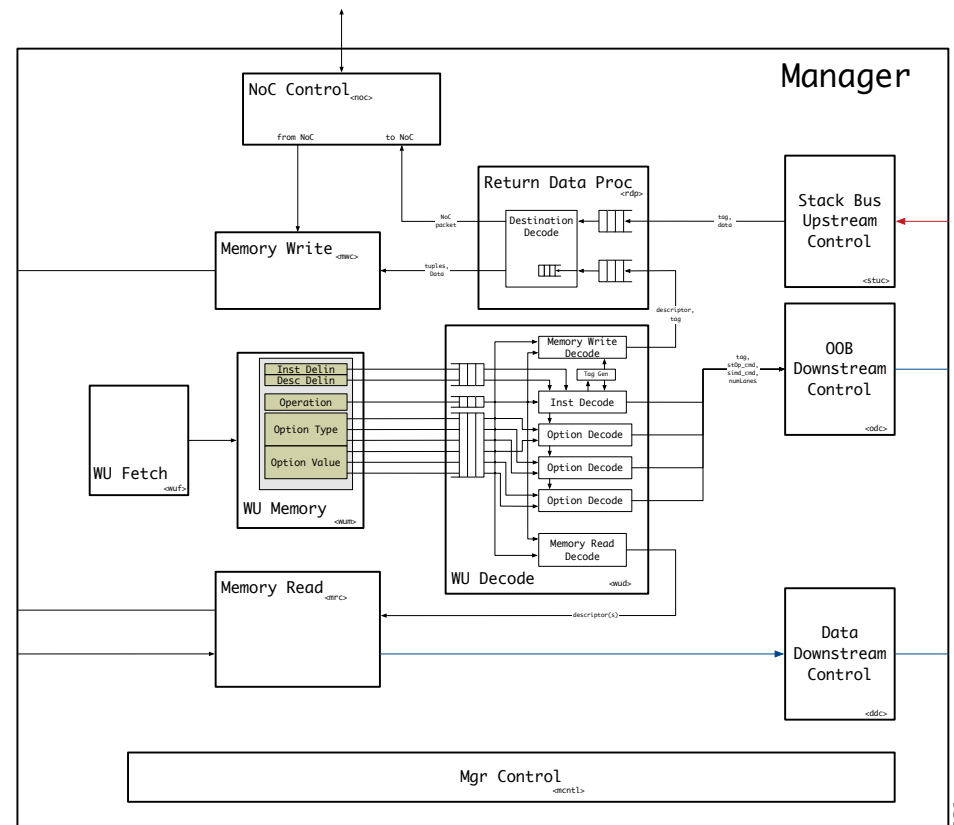 Manager
NoC Control
<noc>
from NoC
to NoC
Return Data Proc
<rdp>
Destination
Decode
NoC
packet
tuples,
Data
tag,
data
Stack Bus
Upstream
Control
<stuc>
Memory Write
<mwc>
descriptor,
tag
OOB
Downstream
Control
<odc>
tag,
stOp_cmd,
simd_cmd,
numLanes
Memory Write
Decode
Tag Gen
Inst Decode
Option Decode
Option Decode
Option Decode
Memory Read
Decode
WU Decode
<wud>
Inst Delin
Desc Delin
Operation
Option Type
Option Value
WU Memory
<wum>
WU Fetch
<wuf>
Memory Read
<mrc>
descriptor(s)
Data
Downstream
Control
<ddc>
Mgr Control
<mcntl>